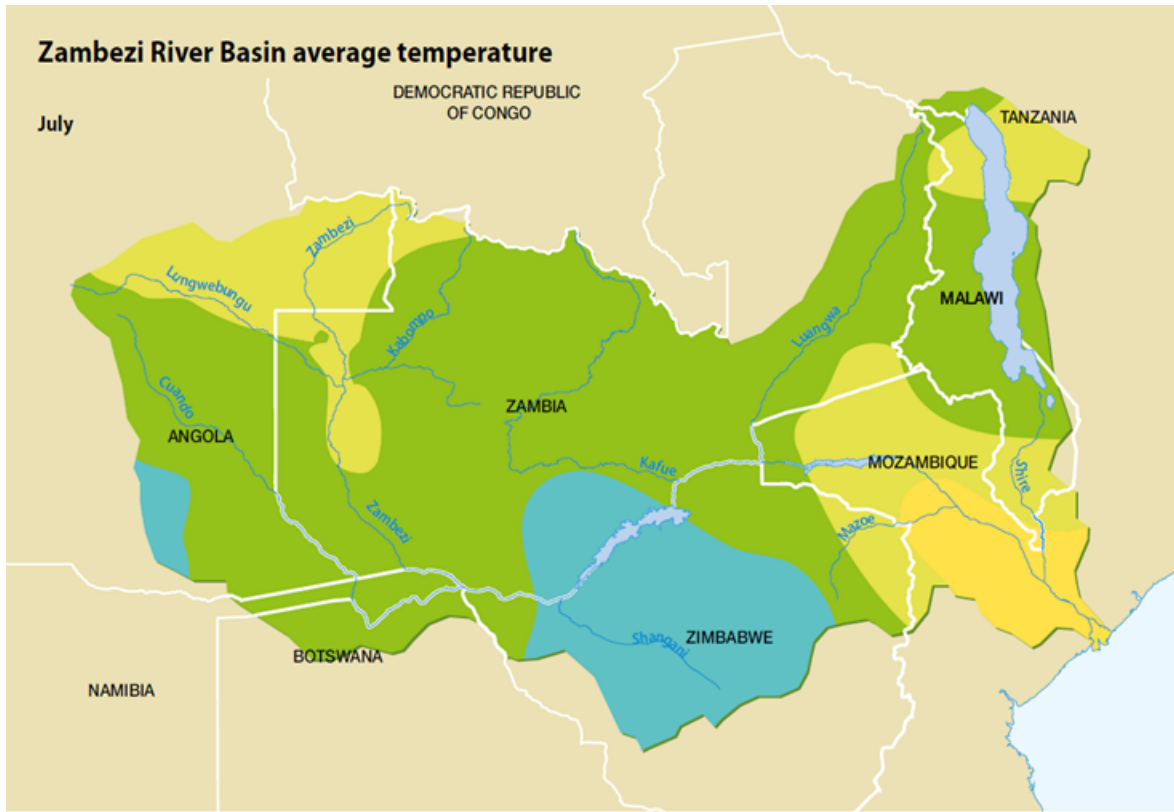 Zambezi River Basin average temperature
July
DEMOCRATIC REPUBLIC
OF CONGO
TANZANIA
Zambezi
Lungwebungu
Kabompo
Luangwa
MALAWI
Cuando
ZAMBIA
ANGOLA
Kafue
MOZAMBIQUE
Shire
Zambezi
Mazoe
Shangani
ZIMBABWE
BOTSWANA
NAMIBIA